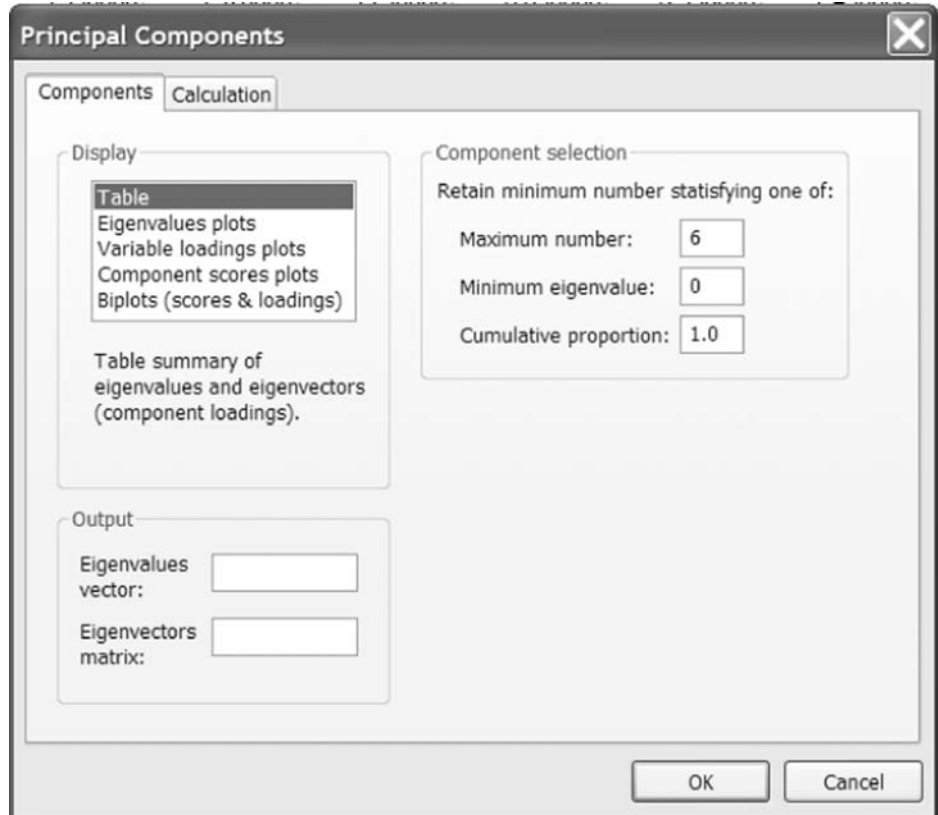 Principal Components
Components
Calculation
Display
Table
Eigenvalues plots
Variable loadings plots
Component scores plots
Biplots (scores & loadings)
Table summary of
eigenvalues and eigenvectors
(component loadings).
Component selection
Retain minimum number statisfying one of:
Maximum number: 6
Minimum eigenvalue: 0
Cumulative proportion: 1.0
Output
Eigenvalues
vector:
Eigenvectors
matrix:
OK
Cancel